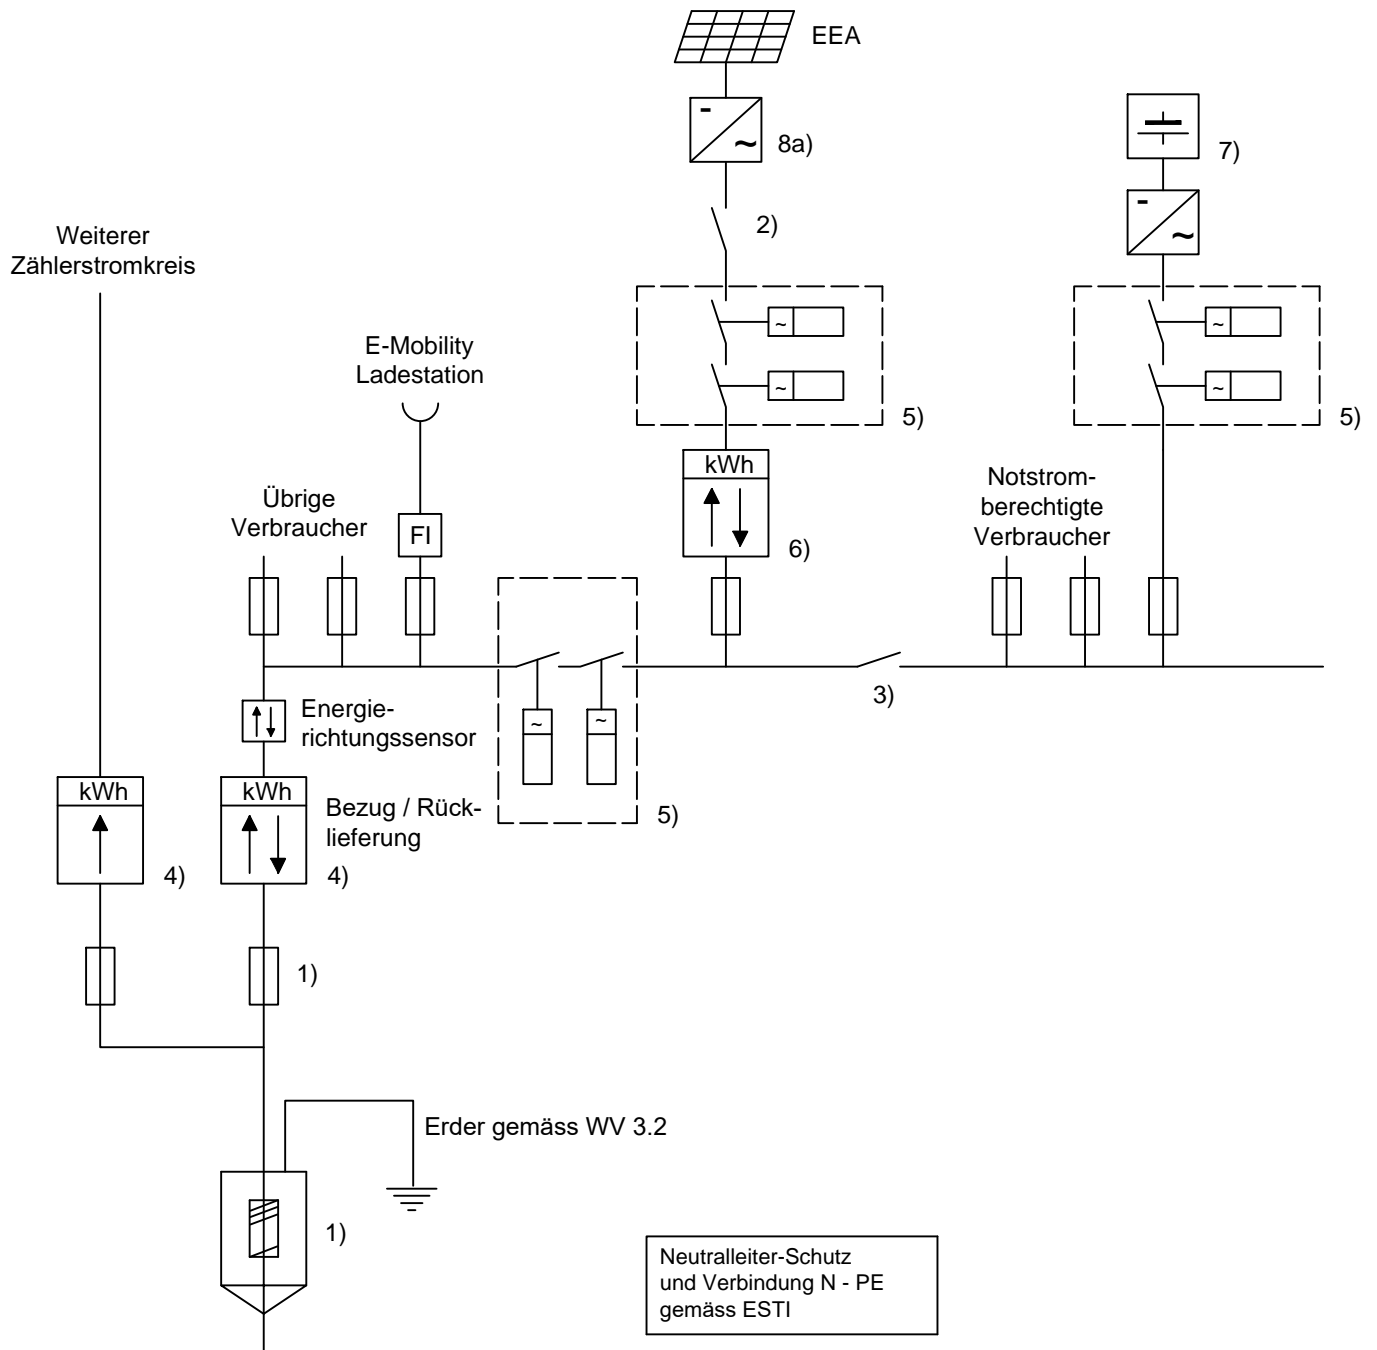 EEA
-
~
8a)
7)
-
~
2)
Weiterer
Zählerstromkreis
~
~
5)
~
~
5)
E-Mobility
Ladestation
kWh
6)
Notstrom-
berechtigte
Verbraucher
Übrige
Verbraucher
FI
3)
Energie-
richtungssensor
~
~
5)
kWh
4)
kWh
Bezug / Rück-
lieferung
4)
1)
Erder gemäss WV 3.2
1)
Neutralleiter-Schutz
und Verbindung N - PE
gemäss ESTI